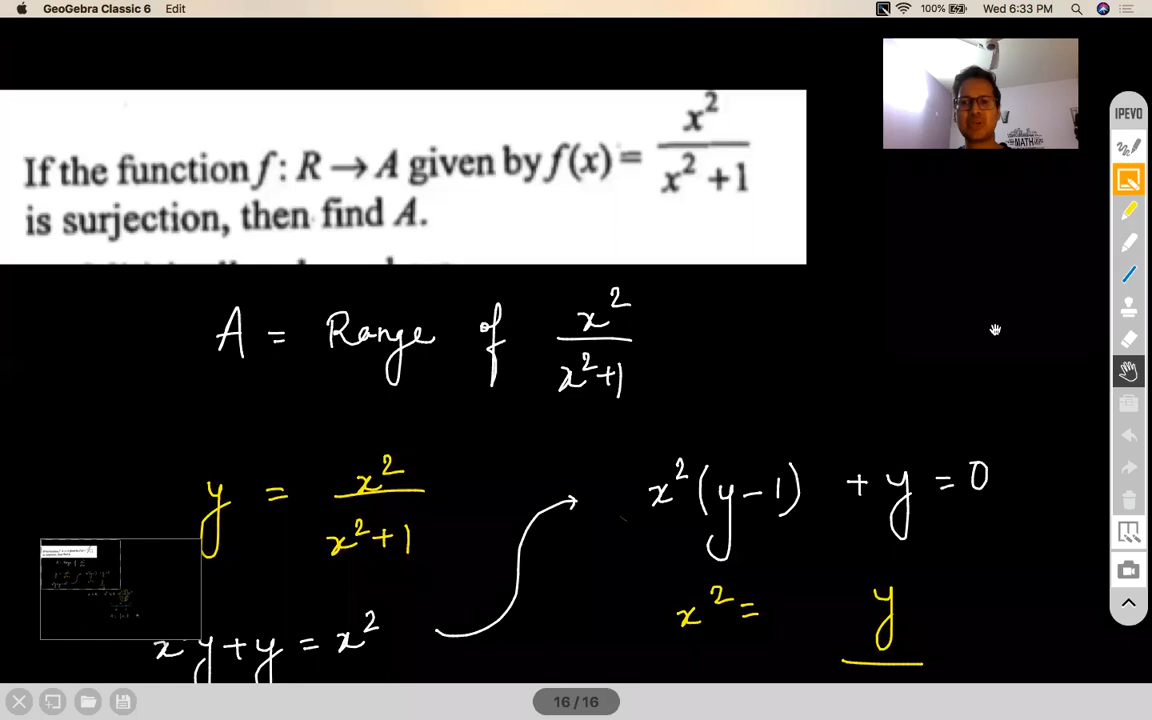 GeoGebra Classic 6 Edit 100% Wed 6:33 PM
IPEVO
MATH
If the function f : R → A given by f(x) = x²/(x² + 1)
is surjection, then find A.
A = Range of x²/(x²+1)
y = x²/(x²+1)
x²(y-1) + y = 0
x² = y
x y + y = x²
16 / 16